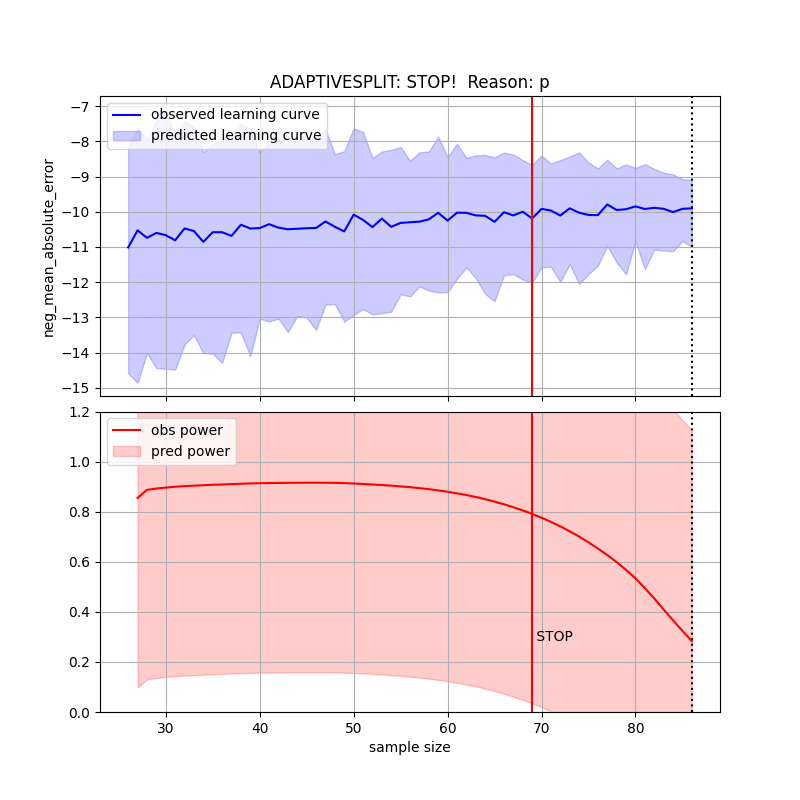 ADAPTIVESPLIT: STOP!  Reason: p
observed learning curve
predicted learning curve
neg_mean_absolute_error
−7
−8
−9
−10
−11
−12
−13
−14
−15
obs power
pred power
1.2
1.0
0.8
0.6
0.4
0.2
0.0
STOP
30 40 50 60 70 80
sample size